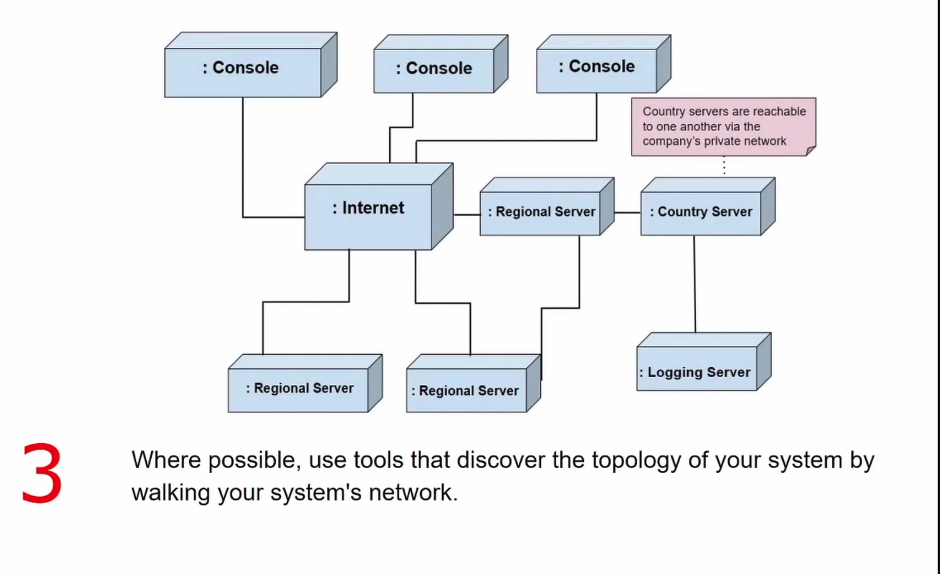 : Console
: Console
: Console
Country servers are reachable
to one another via the
company's private network
: Internet
: Regional Server
: Country Server
: Regional Server
: Regional Server
: Logging Server
3
Where possible, use tools that discover the topology of your system by
walking your system's network.